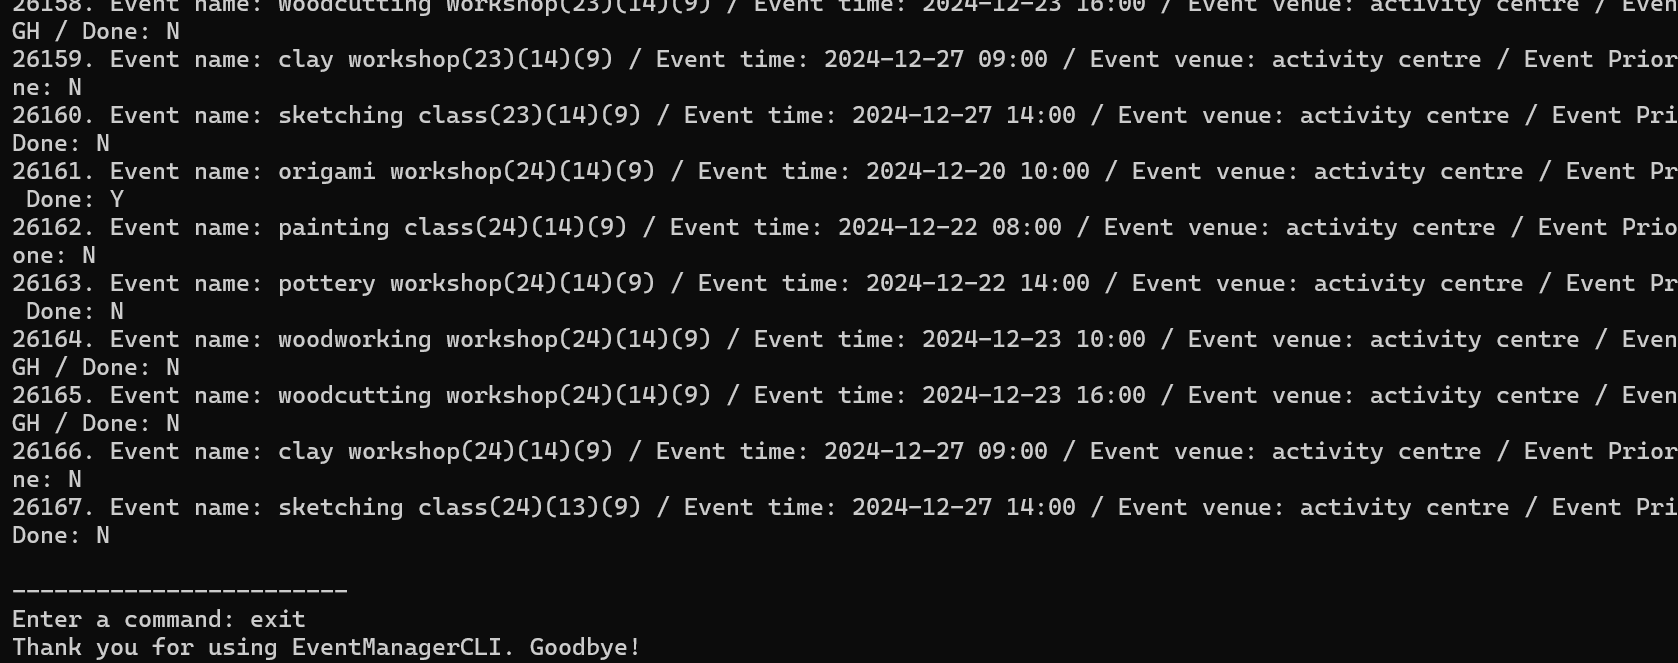 26158. Event name: woodcutting workshop(23)(14)(9) / Event time: 2024-12-23 16:00 / Event venue: activity centre / Even
GH / Done: N
26159. Event name: clay workshop(23)(14)(9) / Event time: 2024-12-27 09:00 / Event venue: activity centre / Event Prior
ne: N
26160. Event name: sketching class(23)(14)(9) / Event time: 2024-12-27 14:00 / Event venue: activity centre / Event Pri
Done: N
26161. Event name: origami workshop(24)(14)(9) / Event time: 2024-12-20 10:00 / Event venue: activity centre / Event Pr
 Done: Y
26162. Event name: painting class(24)(14)(9) / Event time: 2024-12-22 08:00 / Event venue: activity centre / Event Prio
one: N
26163. Event name: pottery workshop(24)(14)(9) / Event time: 2024-12-22 14:00 / Event venue: activity centre / Event Pr
 Done: N
26164. Event name: woodworking workshop(24)(14)(9) / Event time: 2024-12-23 10:00 / Event venue: activity centre / Even
GH / Done: N
26165. Event name: woodcutting workshop(24)(14)(9) / Event time: 2024-12-23 16:00 / Event venue: activity centre / Even
GH / Done: N
26166. Event name: clay workshop(24)(14)(9) / Event time: 2024-12-27 09:00 / Event venue: activity centre / Event Prior
ne: N
26167. Event name: sketching class(24)(13)(9) / Event time: 2024-12-27 14:00 / Event venue: activity centre / Event Pri
Done: N
------------------------
Enter a command: exit
Thank you for using EventManagerCLI. Goodbye!